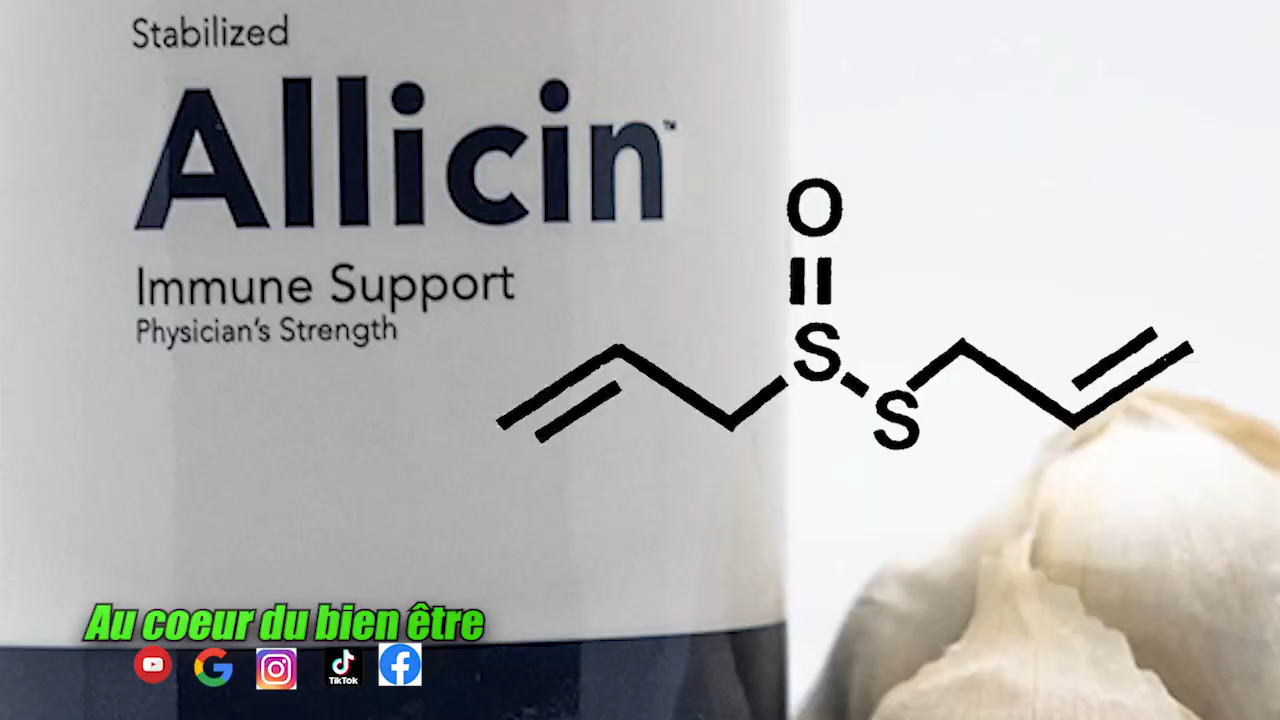 Stabilized
Allicin™
Immune Support
Physician's Strength
O
S
S
Au coeur du bien être
TikTok